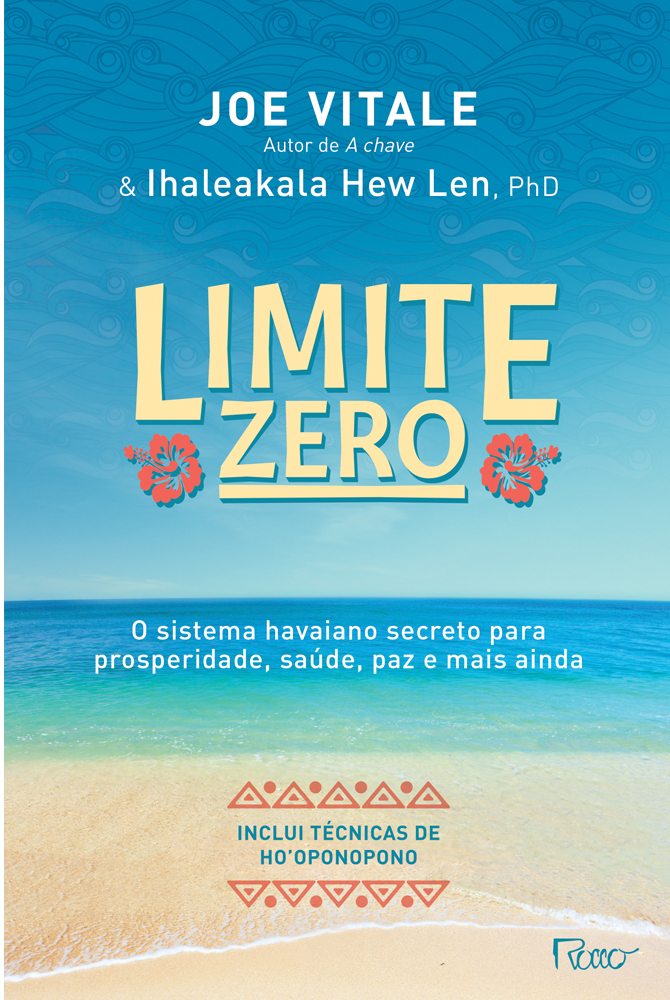 JOE VITALE
Autor de A chave
& Ihaleakala Hew Len, PhD
LIMITE
ZERO
O sistema havaiano secreto para
prosperidade, saúde, paz e mais ainda
INCLUI TÉCNICAS DE
HO'OPONOPONO
Rocco